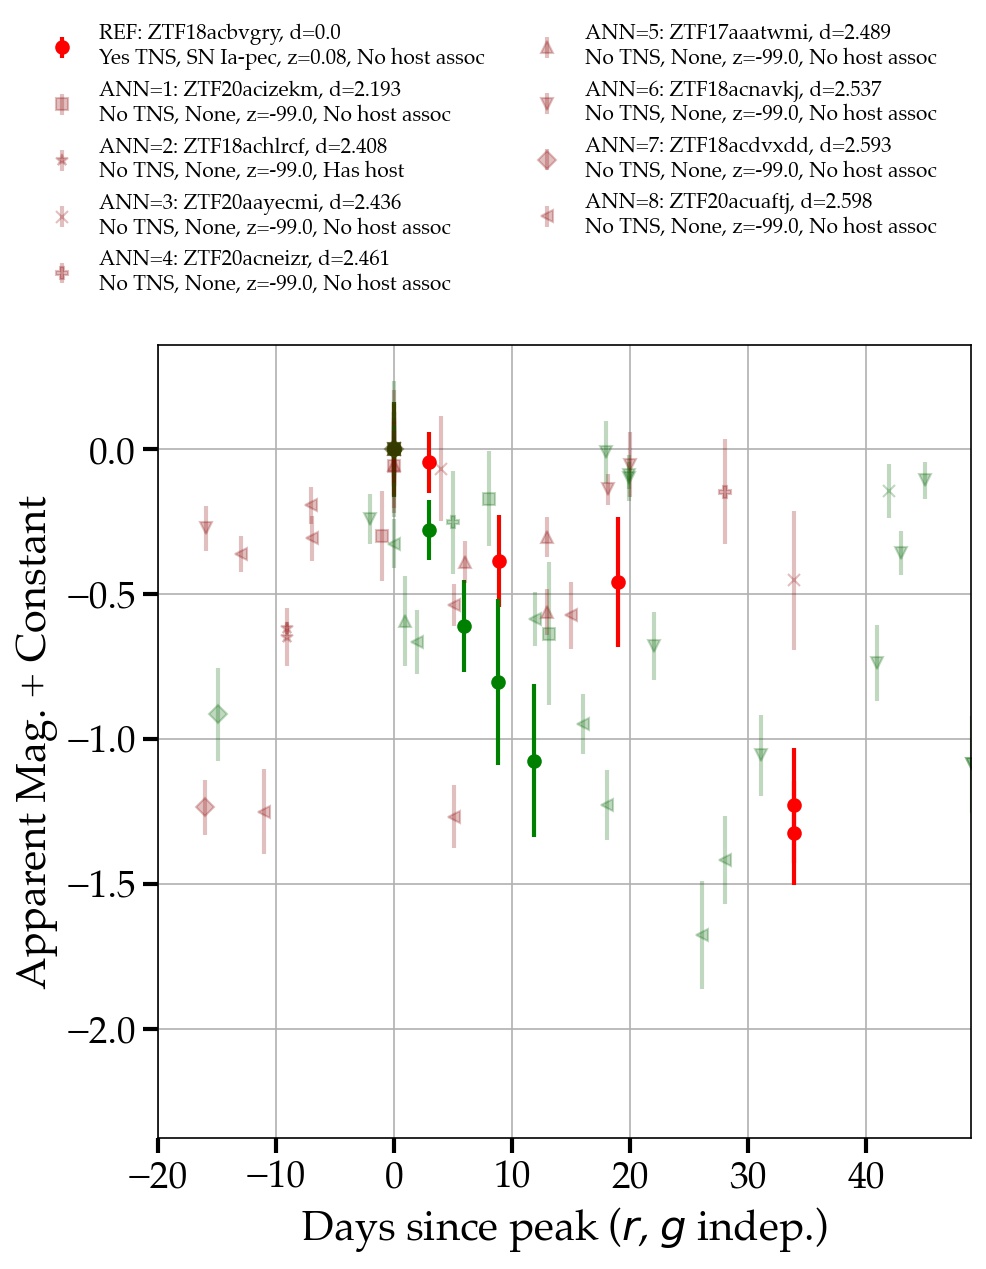 REF: ZTF18acbvgry, d=0.0
Yes TNS, SN Ia-pec, z=0.08, No host assoc
ANN=1: ZTF20acizekm, d=2.193
No TNS, None, z=-99.0, No host assoc
ANN=2: ZTF18achlrcf, d=2.408
No TNS, None, z=-99.0, Has host
ANN=3: ZTF20aayecmi, d=2.436
No TNS, None, z=-99.0, No host assoc
ANN=4: ZTF20acneizr, d=2.461
No TNS, None, z=-99.0, No host assoc
ANN=5: ZTF17aaatwmi, d=2.489
No TNS, None, z=-99.0, No host assoc
ANN=6: ZTF18acnavkj, d=2.537
No TNS, None, z=-99.0, No host assoc
ANN=7: ZTF18acdvxdd, d=2.593
No TNS, None, z=-99.0, No host assoc
ANN=8: ZTF20acuaftj, d=2.598
No TNS, None, z=-99.0, No host assoc
Apparent Mag. + Constant
0.0
−0.5
−1.0
−1.5
−2.0
−20 −10 0 10 20 30 40
Days since peak (r, g indep.)